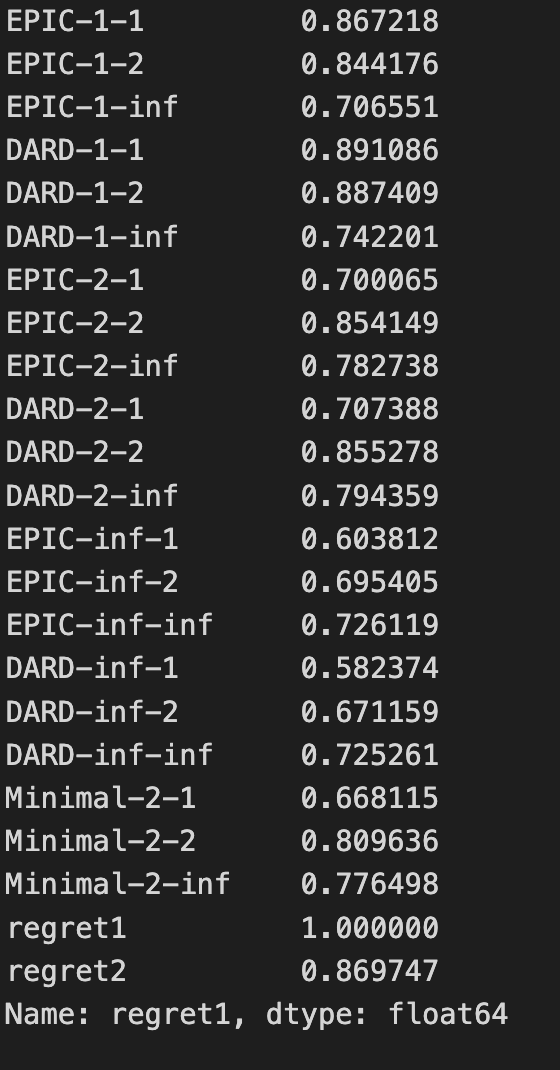 EPIC-1-1 0.867218
EPIC-1-2 0.844176
EPIC-1-inf 0.706551
DARD-1-1 0.891086
DARD-1-2 0.887409
DARD-1-inf 0.742201
EPIC-2-1 0.700065
EPIC-2-2 0.854149
EPIC-2-inf 0.782738
DARD-2-1 0.707388
DARD-2-2 0.855278
DARD-2-inf 0.794359
EPIC-inf-1 0.603812
EPIC-inf-2 0.695405
EPIC-inf-inf 0.726119
DARD-inf-1 0.582374
DARD-inf-2 0.671159
DARD-inf-inf 0.725261
Minimal-2-1 0.668115
Minimal-2-2 0.809636
Minimal-2-inf 0.776498
regret1 1.000000
regret2 0.869747
Name: regret1, dtype: float64